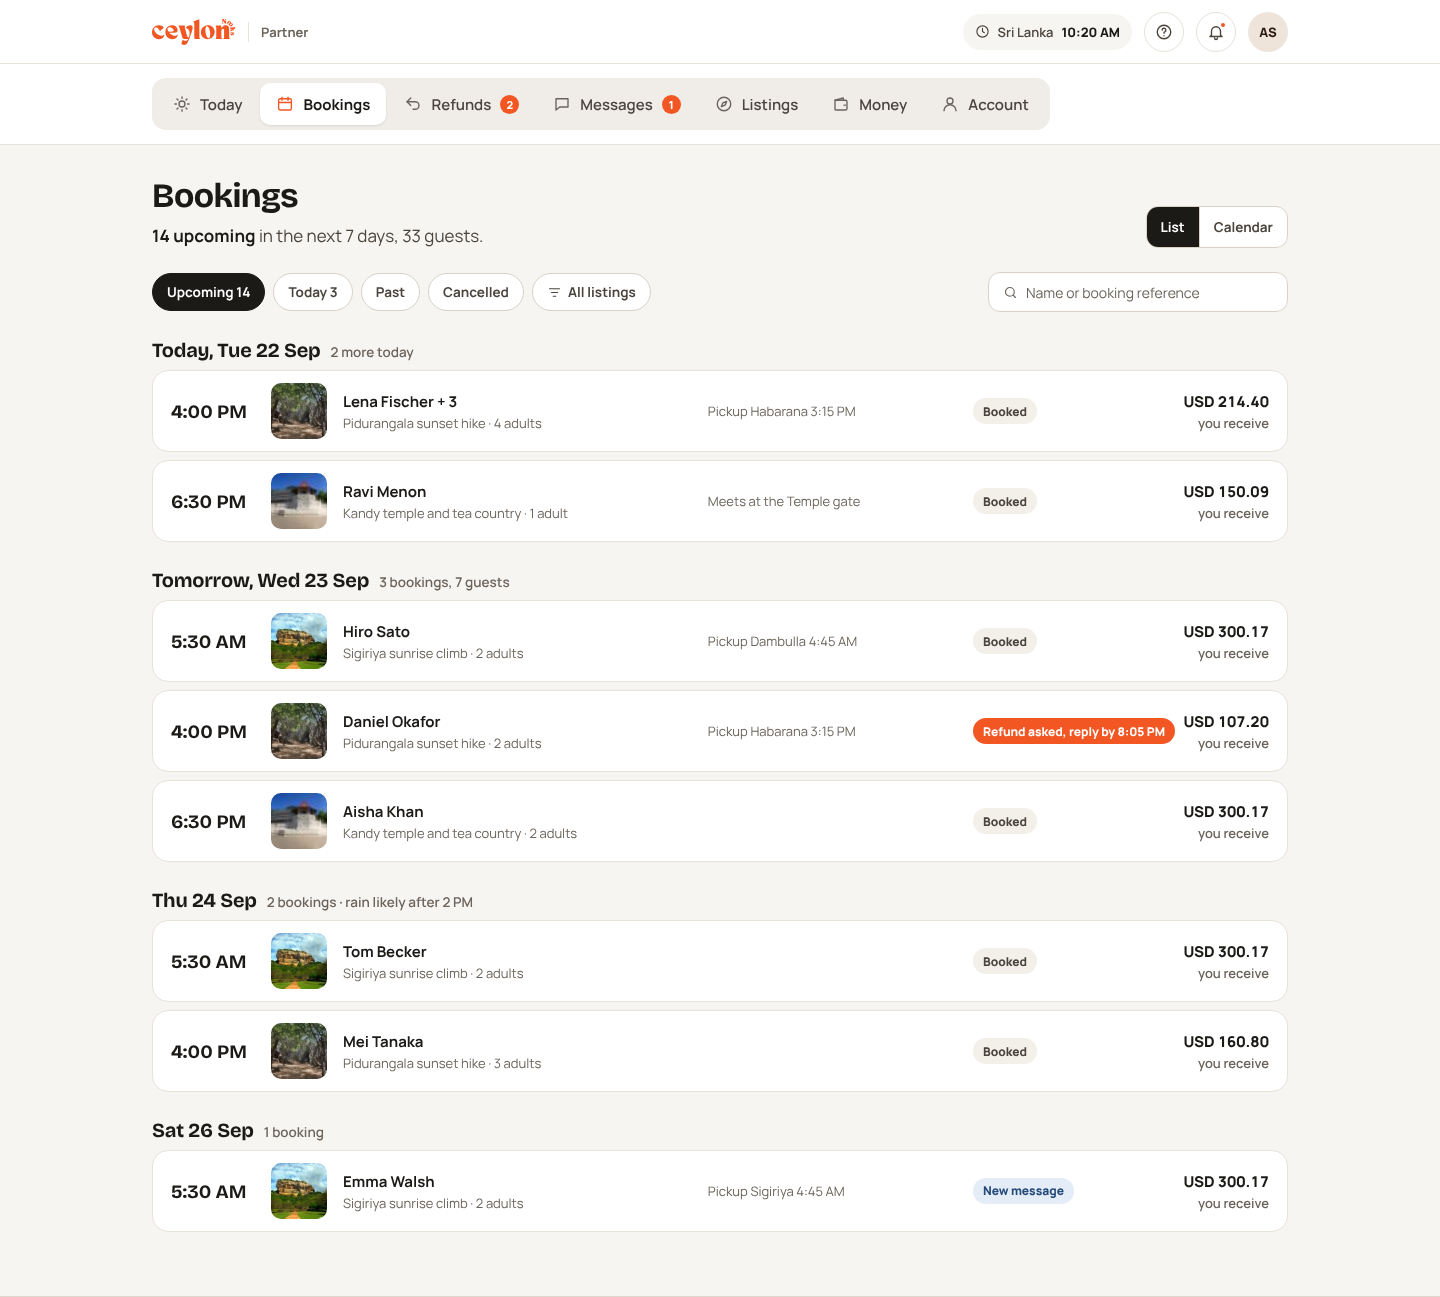 ceylon now
Partner
Sri Lanka 10:20 AM
AS
Today
Bookings
Refunds 2
Messages 1
Listings
Money
Account
Bookings
14 upcoming in the next 7 days, 33 guests.
List
Calendar
Upcoming 14
Today 3
Past
Cancelled
All listings
Name or booking reference
Today, Tue 22 Sep 2 more today
4:00 PM
Lena Fischer + 3
Pidurangala sunset hike · 4 adults
Pickup Habarana 3:15 PM
Booked
USD 214.40
you receive
6:30 PM
Ravi Menon
Kandy temple and tea country · 1 adult
Meets at the Temple gate
Booked
USD 150.09
you receive
Tomorrow, Wed 23 Sep 3 bookings, 7 guests
5:30 AM
Hiro Sato
Sigiriya sunrise climb · 2 adults
Pickup Dambulla 4:45 AM
Booked
USD 300.17
you receive
4:00 PM
Daniel Okafor
Pidurangala sunset hike · 2 adults
Pickup Habarana 3:15 PM
Refund asked, reply by 8:05 PM
USD 107.20
you receive
6:30 PM
Aisha Khan
Kandy temple and tea country · 2 adults
Booked
USD 300.17
you receive
Thu 24 Sep 2 bookings · rain likely after 2 PM
5:30 AM
Tom Becker
Sigiriya sunrise climb · 2 adults
Booked
USD 300.17
you receive
4:00 PM
Mei Tanaka
Pidurangala sunset hike · 3 adults
Booked
USD 160.80
you receive
Sat 26 Sep 1 booking
5:30 AM
Emma Walsh
Sigiriya sunrise climb · 2 adults
Pickup Sigiriya 4:45 AM
New message
USD 300.17
you receive